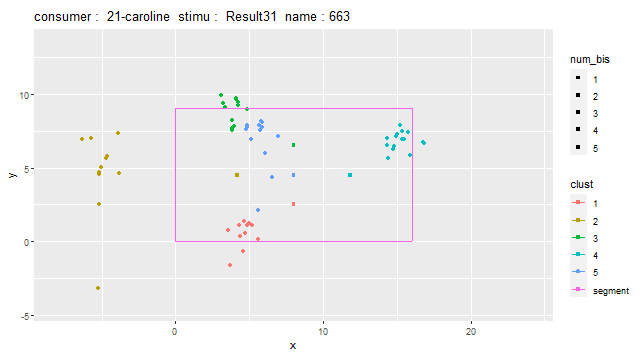 consumer : 21-caroline stimu : Result31 name : 663
10
5
0
-5
y
0
10
20
x
num_bis
1
2
3
4
5
clust
1
2
3
4
5
segment